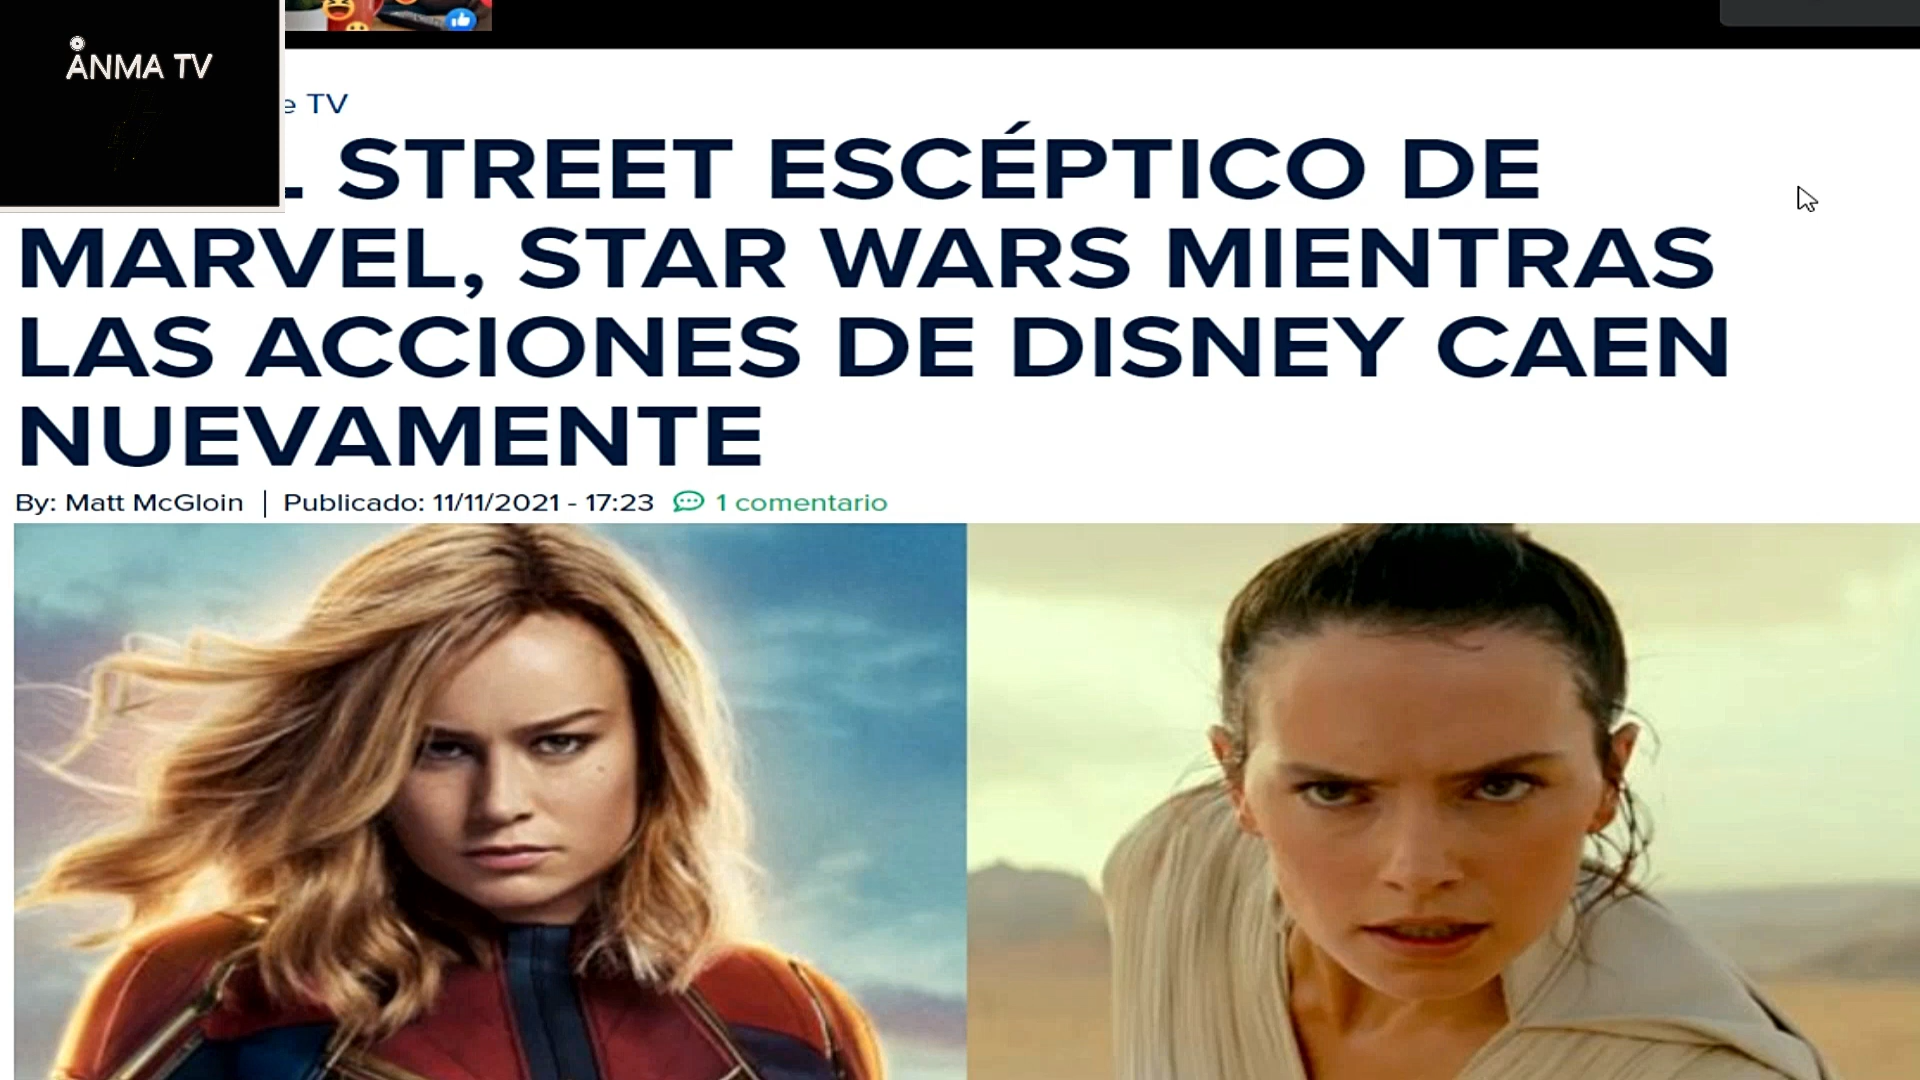 ANMA TV
e TV
L STREET ESCÉPTICO DE
MARVEL, STAR WARS MIENTRAS
LAS ACCIONES DE DISNEY CAEN
NUEVAMENTE
By: Matt McGloin | Publicado: 11/11/2021 - 17:23 1 comentario